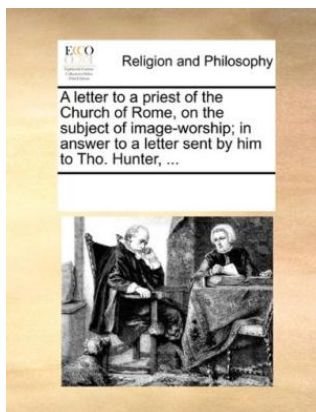 ECCO
Religion and Philosophy
A letter to a priest of the
Church of Rome, on the
subject of image-worship; in
answer to a letter sent by him
to Tho. Hunter, ...